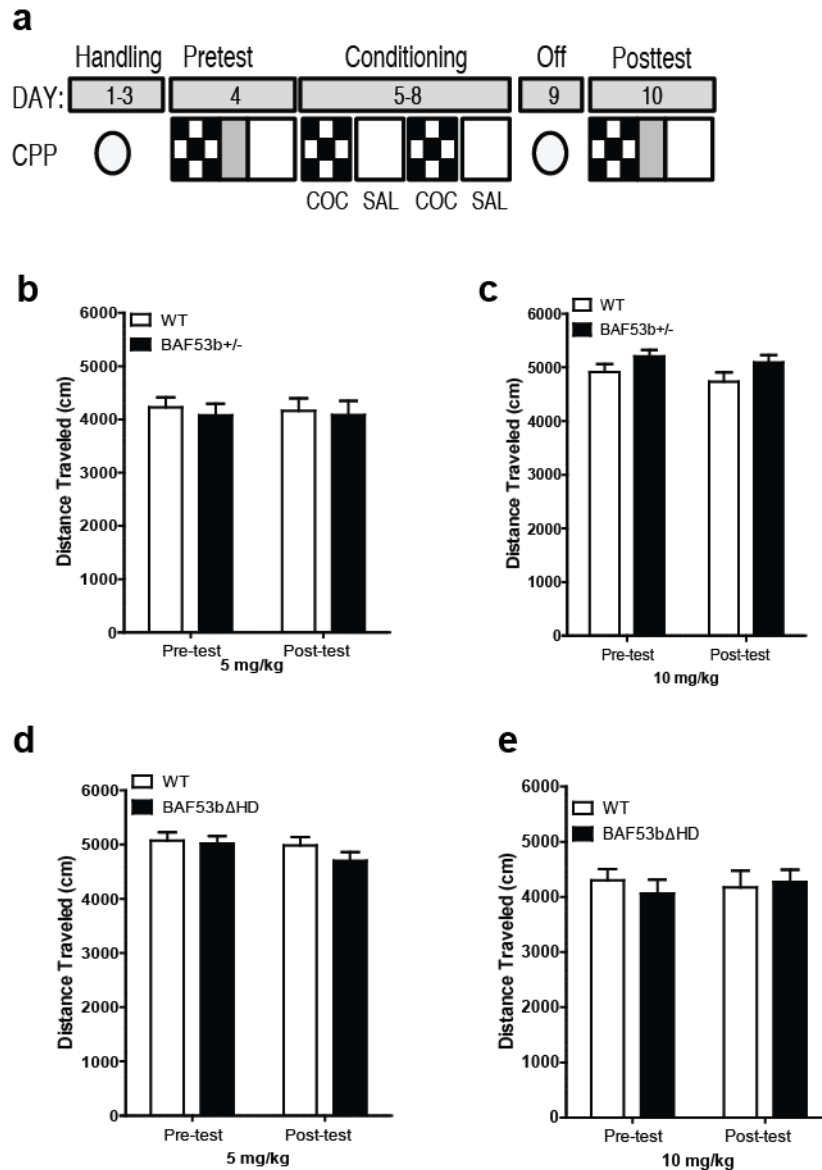 a
Handling Pretest Conditioning Off Posttest
DAY: 1-3 4 5-8 9 10
CPP
COC SAL COC SAL
b
6000
5000
4000
3000
2000
1000
0
Distance Traveled (cm)
WT
BAF53b+/-
Pre-test Post-test
5 mg/kg
c
6000
5000
4000
3000
2000
1000
0
Distance Traveled (cm)
WT
BAF53b+/-
Pre-test Post-test
10 mg/kg
d
6000
5000
4000
3000
2000
1000
0
Distance Traveled (cm)
WT
BAF53bΔHD
Pre-test Post-test
5 mg/kg
e
6000
5000
4000
3000
2000
1000
0
Distance Traveled (cm)
WT
BAF53bΔHD
Pre-test Post-test
10 mg/kg